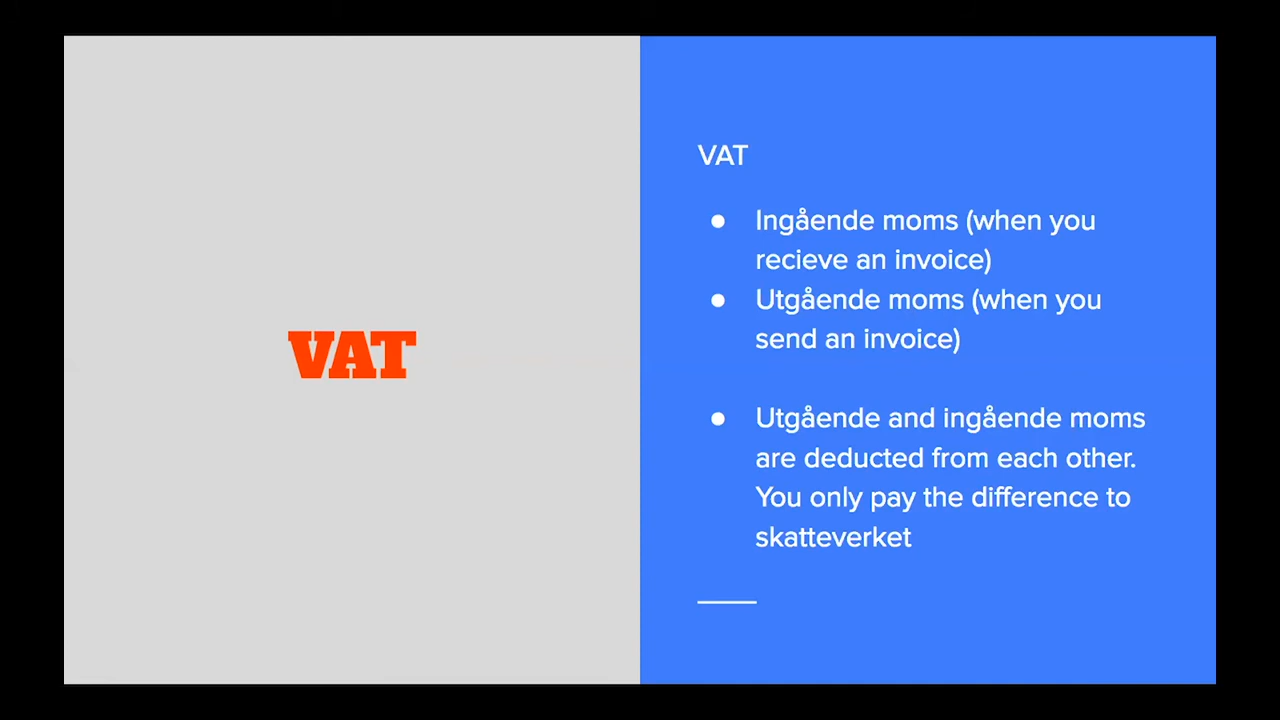 VAT
VAT
● Ingående moms (when you
recieve an invoice)
● Utgående moms (when you
send an invoice)
● Utgående and ingående moms
are deducted from each other.
You only pay the difference to
skatteverket